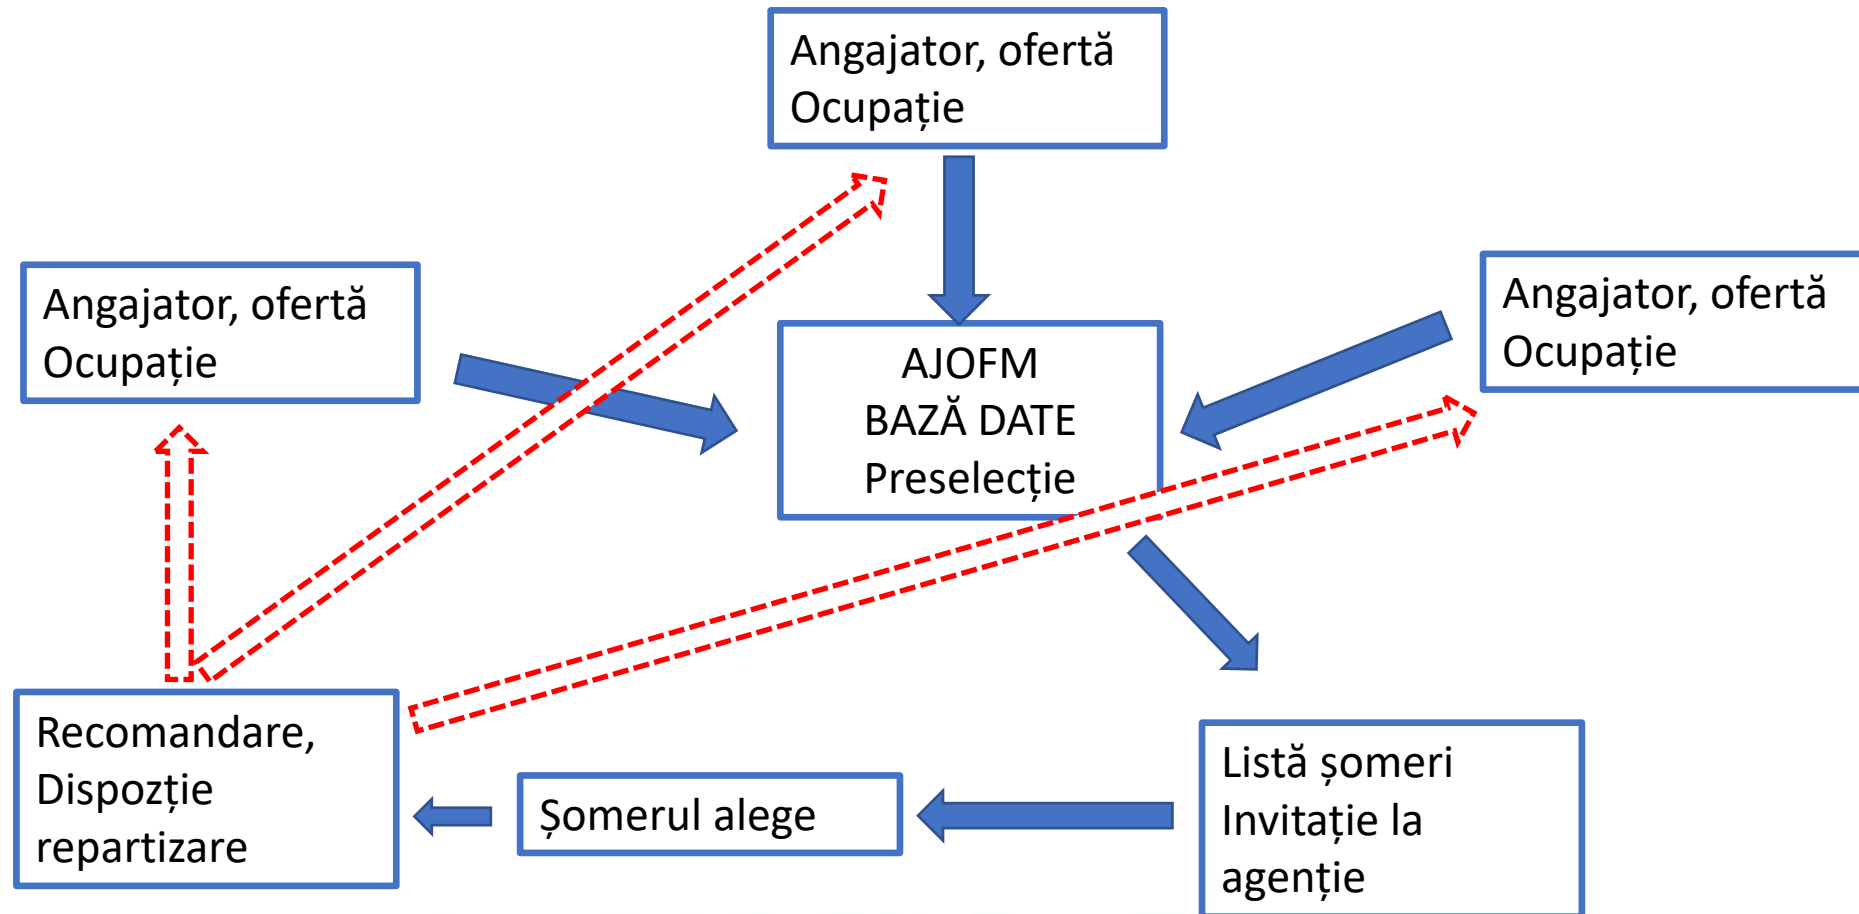 Angajator, ofertă
Ocupație
Angajator, ofertă
Ocupație
Angajator, ofertă
Ocupație
AJOFM
BAZĂ DATE
Preselecție
Recomandare,
Dispozție
repartizare
Șomerul alege
Listă șomeri
Invitație la
agenție